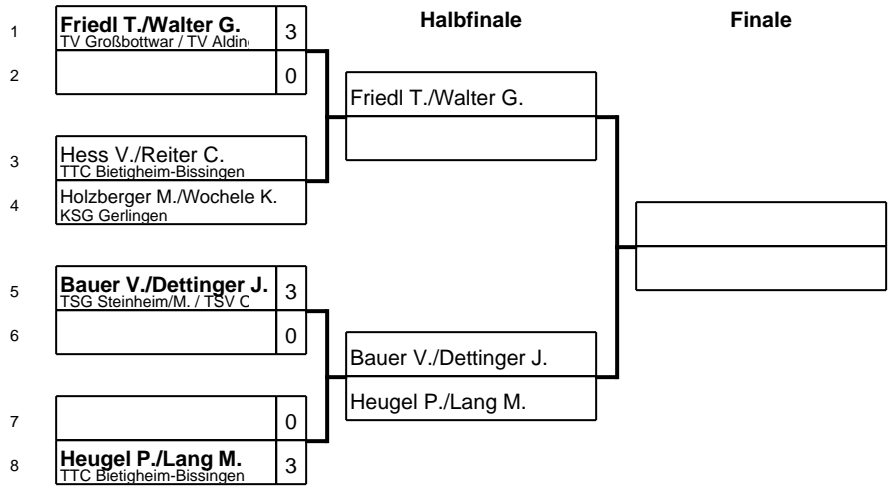 Halbfinale
Finale
1
Friedl T./Walter G.
3
TV Großbottwar / TV Aldin
2
0
Friedl T./Walter G.
3
Hess V./Reiter C.
TTC Bietigheim-Bissingen
4
Holzberger M./Wochele K.
KSG Gerlingen
5
Bauer V./Dettinger J.
3
TSG Steinheim/M. / TSV
6
0
Bauer V./Dettinger J.
Heugel P./Lang M.
7
0
8
Heugel P./Lang M.
3
TTC Bietigheim-Bissingen